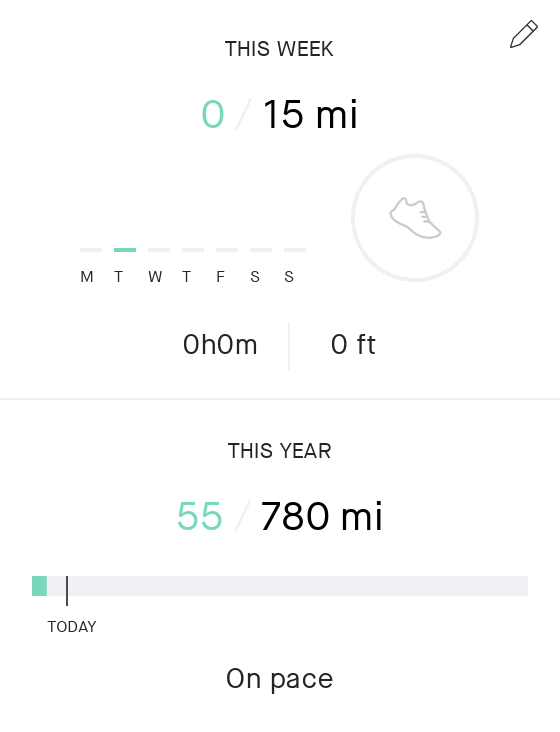 THIS WEEK
0 / 15 mi
M T W T F S S
0h0m 0 ft
THIS YEAR
55 / 780 mi
TODAY
On pace